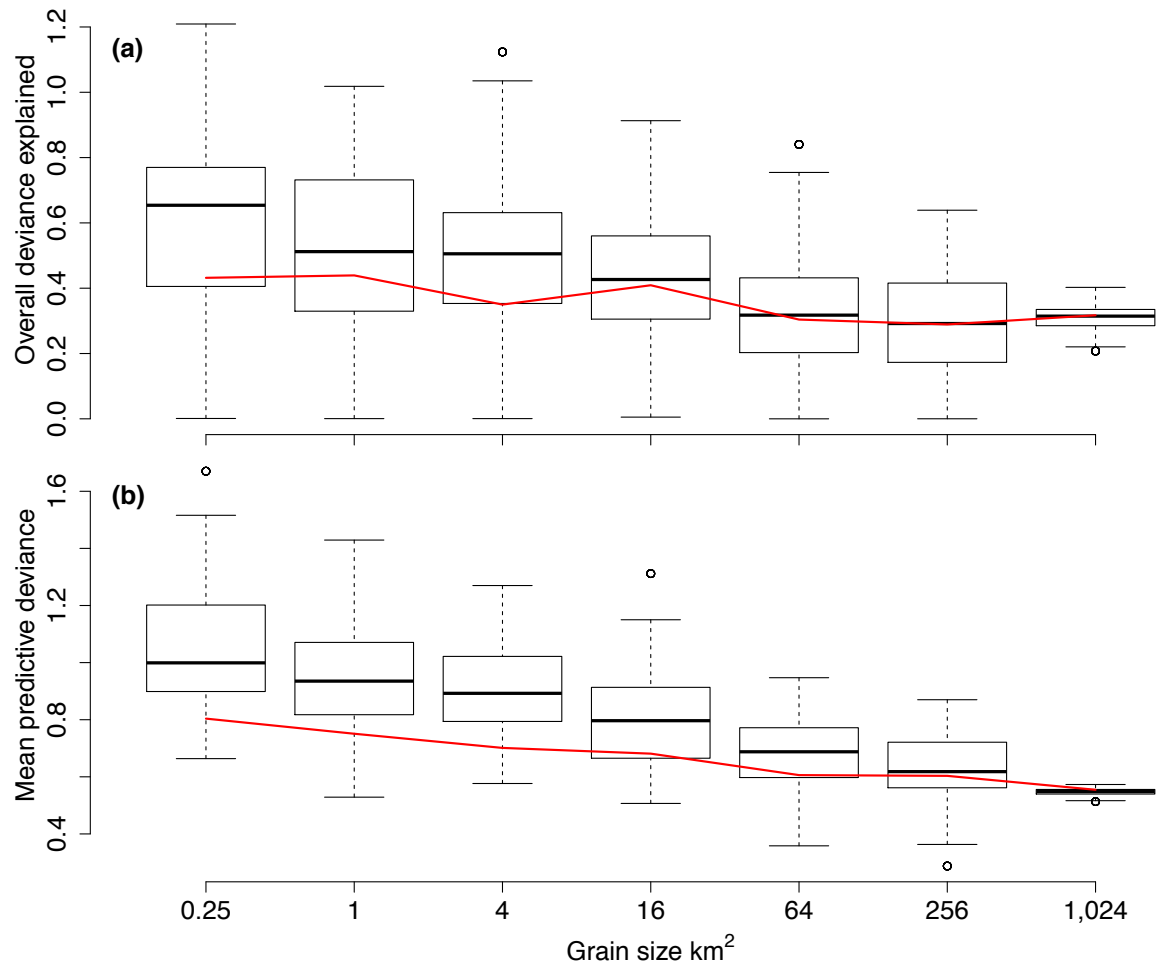 (a)
Overall deviance explained
1.2
1.0
0.8
0.6
0.4
0.2
0.0
(b)
Mean predictive deviance
1.6
1.2
0.8
0.4
0.25 1 4 16 64 256 1,024
Grain size km²